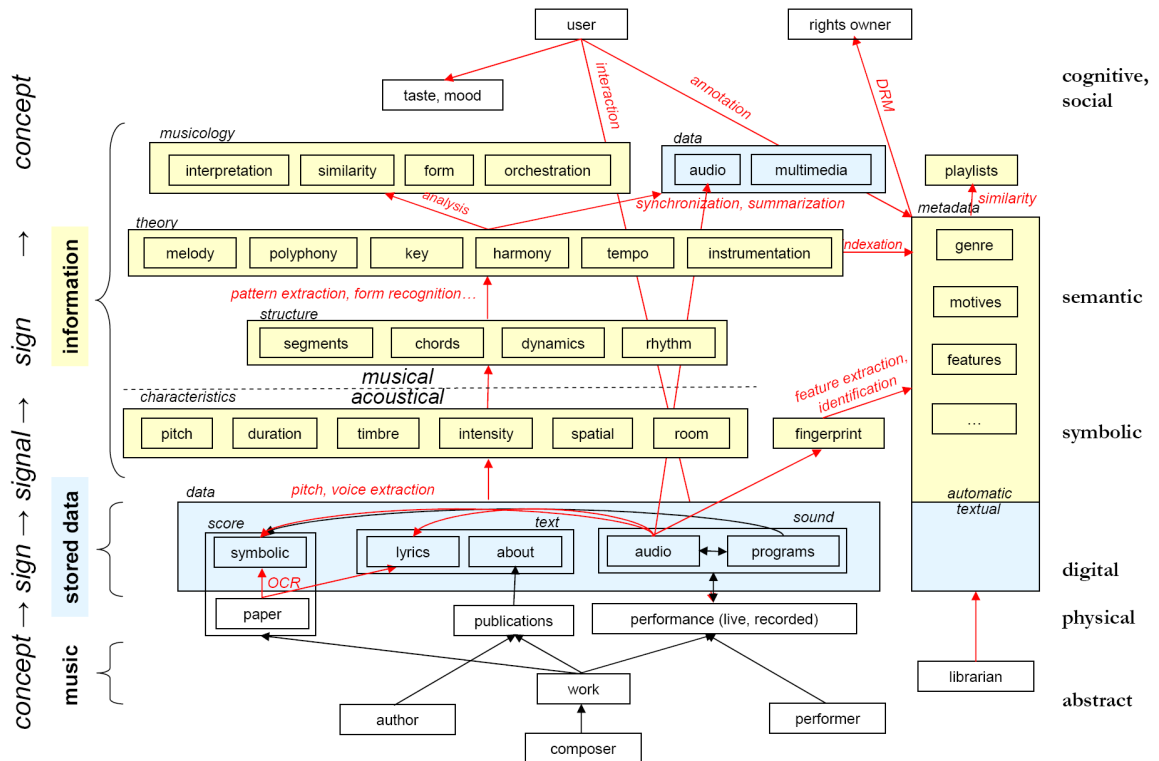 user
rights owner
concept
cognitive,
social
taste, mood
interaction
annotation
DRM
musicology
interpretation
similarity
form
orchestration
data
audio
multimedia
playlists
similarity
analysis
synchronization, summarization
metadata
theory
melody
polyphony
key
harmony
tempo
instrumentation
ndexation
genre
→
information
pattern extraction, form recognition…
motives
semantic
structure
segments
chords
dynamics
rhythm
features
sign
musical
acoustical
feature extraction,
identification
characteristics
pitch
duration
timbre
intensity
spatial
room
fingerprint
…
symbolic
pitch, voice extraction
automatic
textual
data
score
symbolic
text
lyrics
about
sound
audio
programs
stored data
digital
OCR
paper
publications
performance (live, recorded)
physical
concept → sign → signal →
music
work
librarian
abstract
author
performer
composer